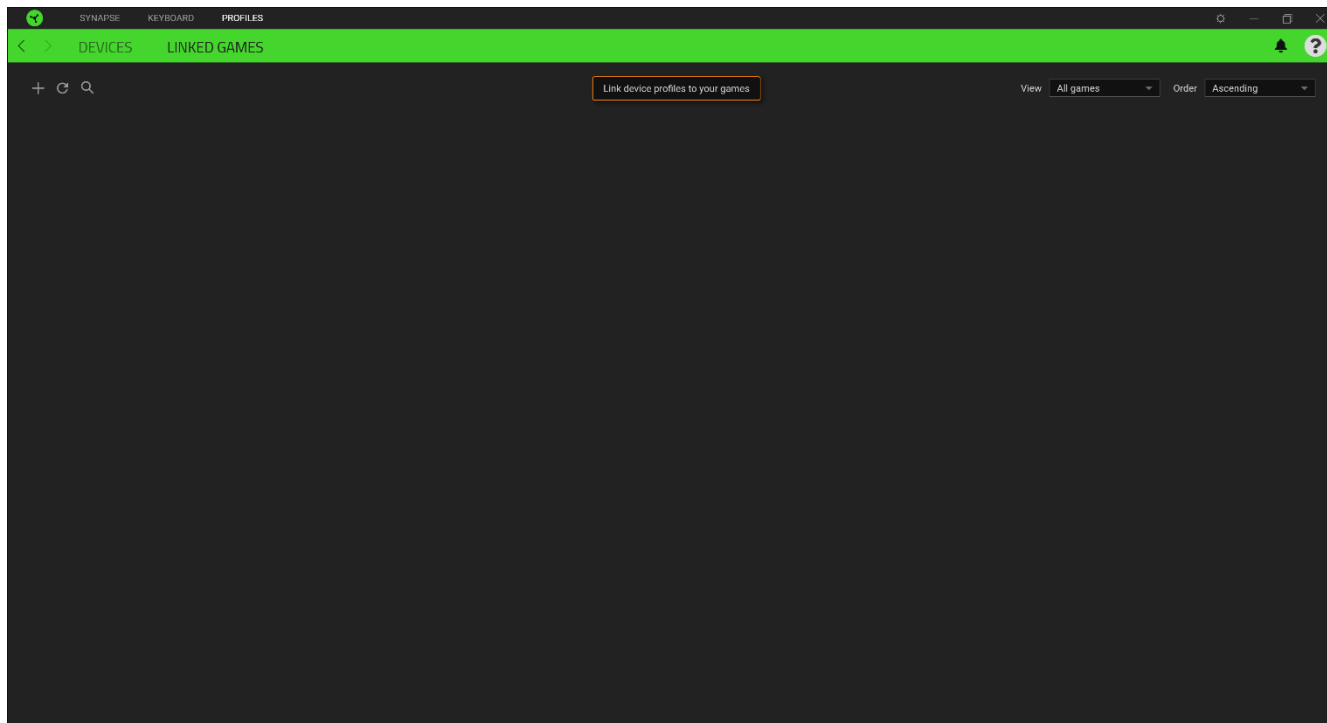 SYNAPSE KEYBOARD PROFILES
DEVICES LINKED GAMES ?
Link device profiles to your games View All games Order Ascending